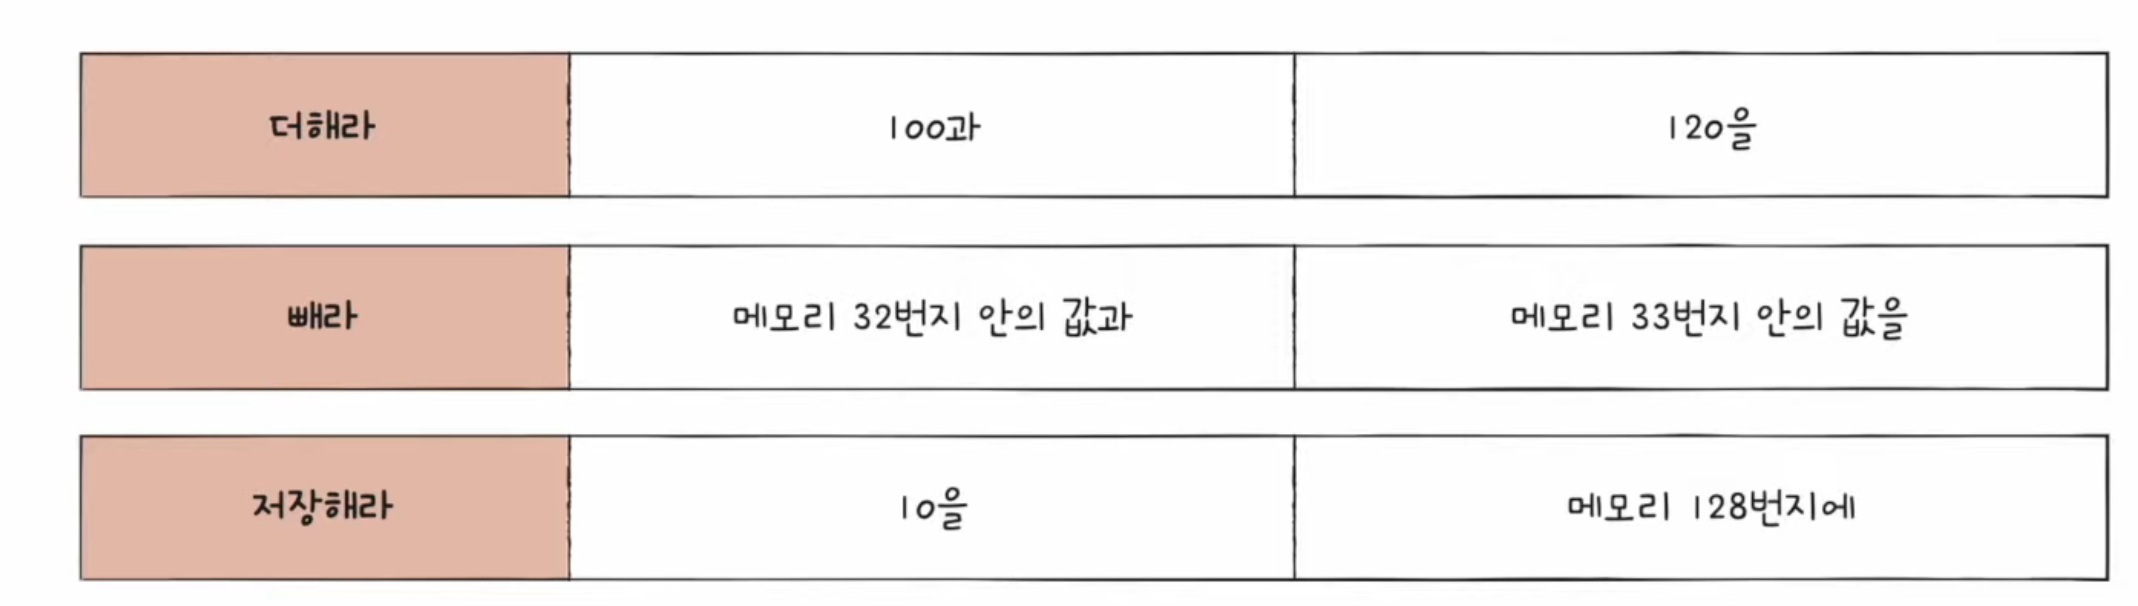 더해라 100과 120을
빼라 메모리 32번지 안의 값과 메모리 33번지 안의 값을
저장해라 10을 메모리 128번지에